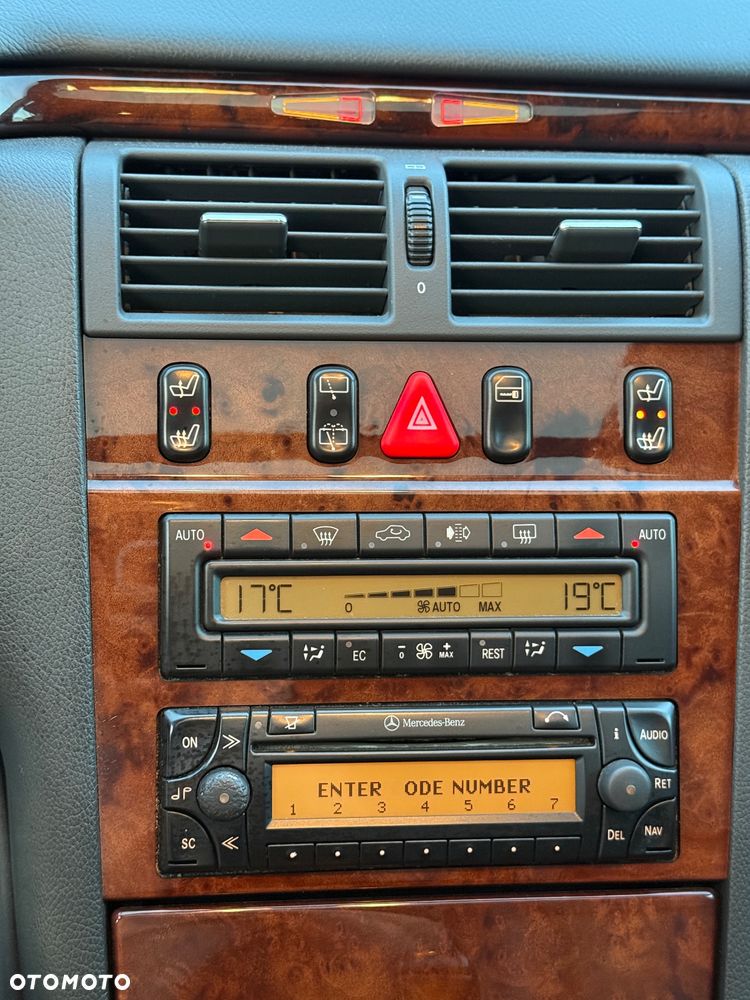 0
AUTO AUTO
17°C 0 AUTO MAX 19°C
EC - 0 + MAX REST
Mercedes-Benz
ON i AUDIO
ENTER ODE NUMBER
1 2 3 4 5 6 7
RET
SC DEL NAV
OTOMOTO